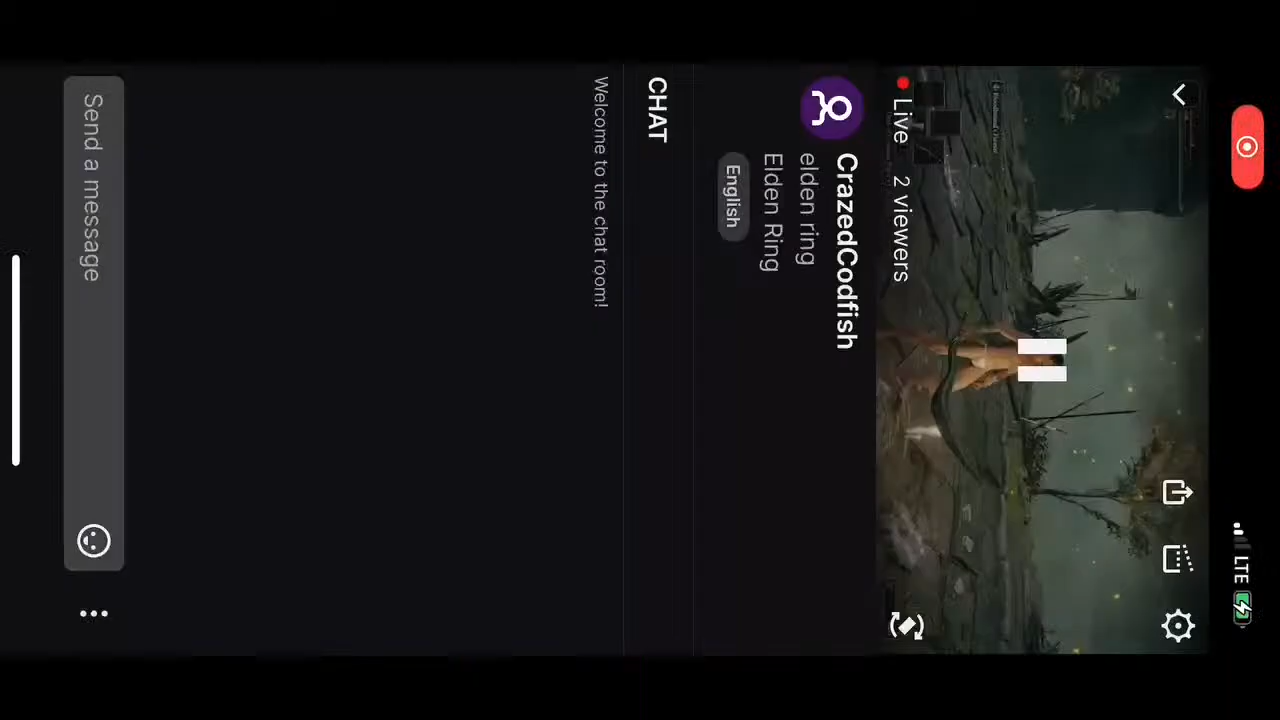 LTE
Live 2 viewers
CrazedCodfish
elden ring
Elden Ring
English
CHAT
Welcome to the chat room!
Send a message